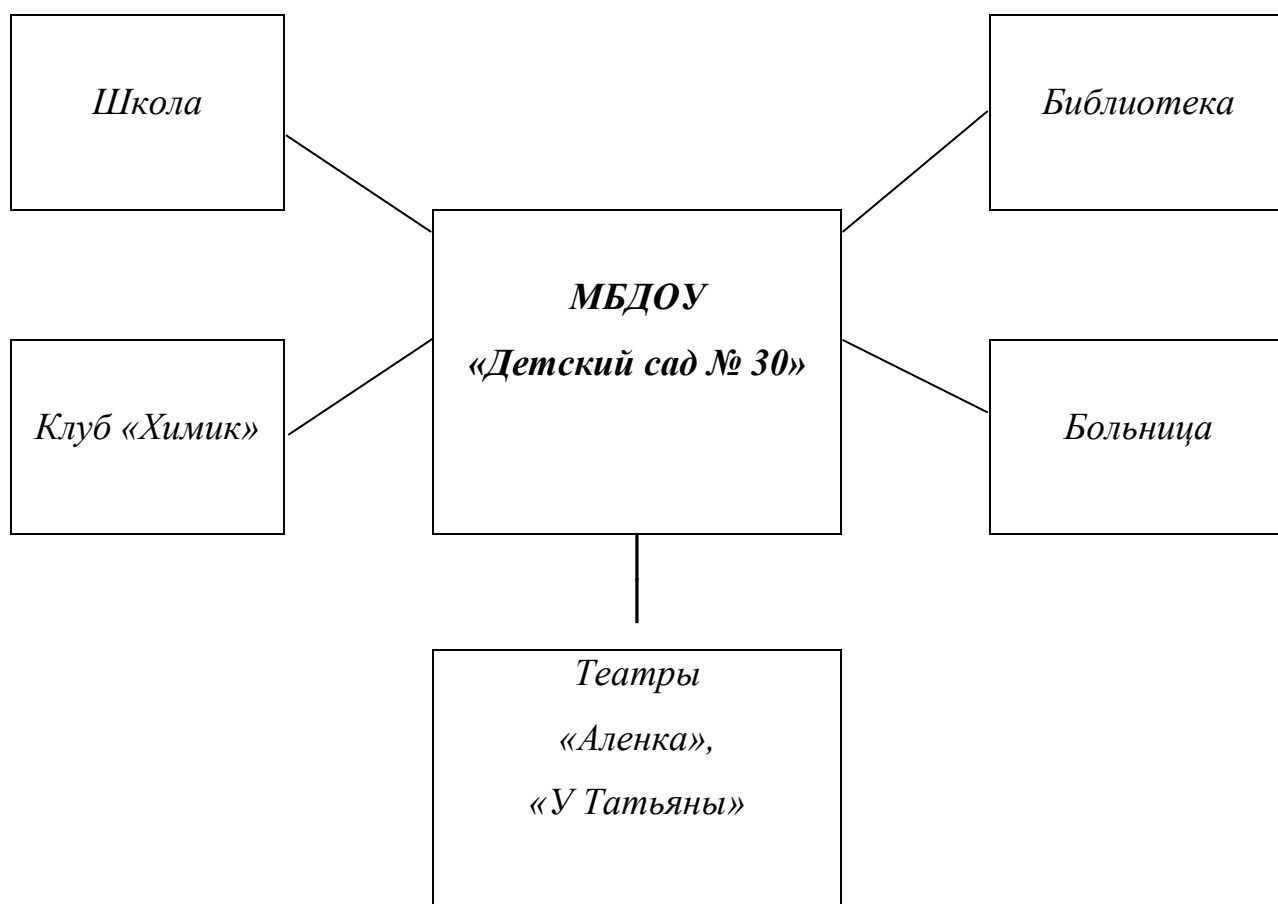 Школа
Библиотека
МБДОУ
«Детский сад № 30»
Клуб «Химик»
Больница
Театры
«Аленка»,
«У Татьяны»